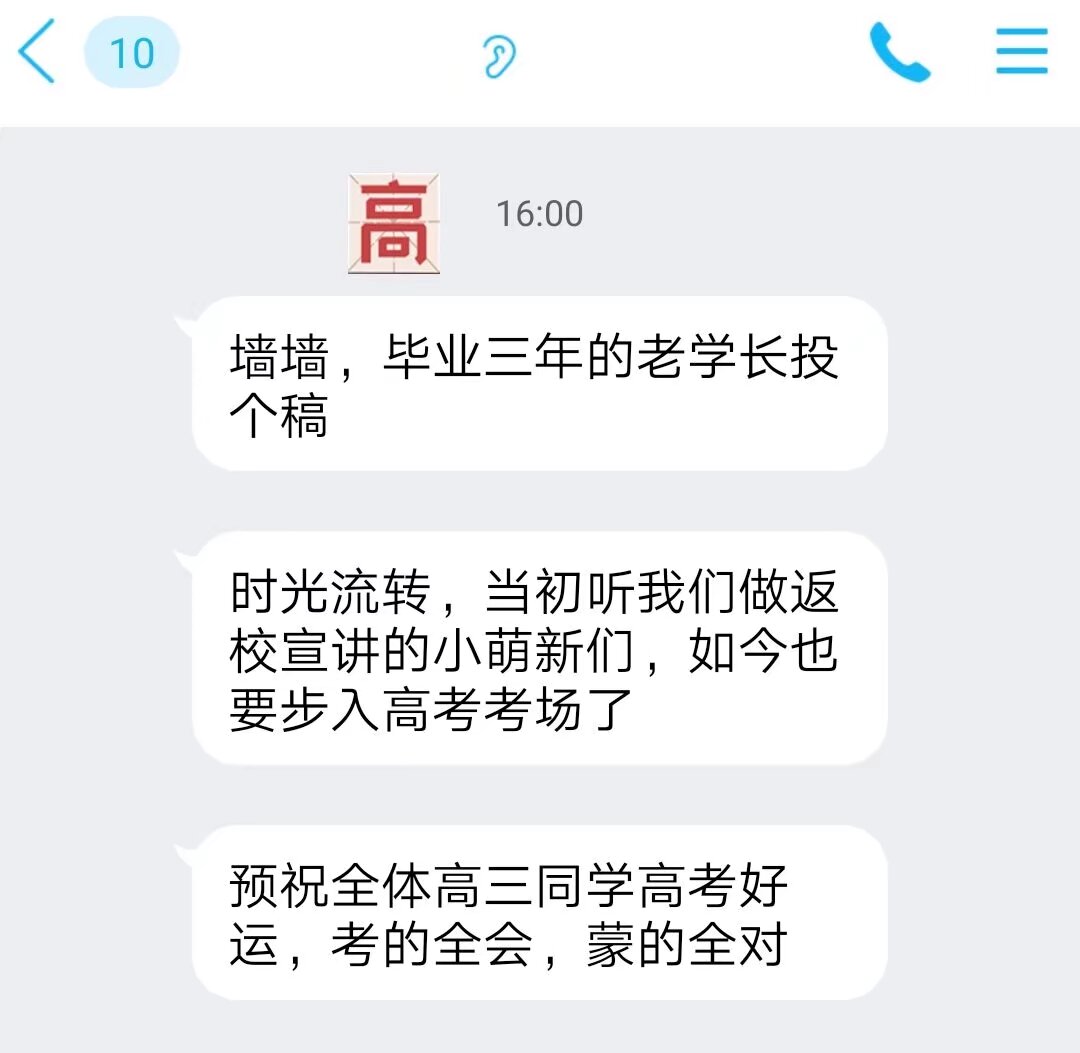 10
高
16:00
墙墙，毕业三年的老学长投
个稿
时光流转，当初听我们做返
校宣讲的小萌新们，如今也
要步入高考考场了
预祝全体高三同学高考好
运，考的全会，蒙的全对